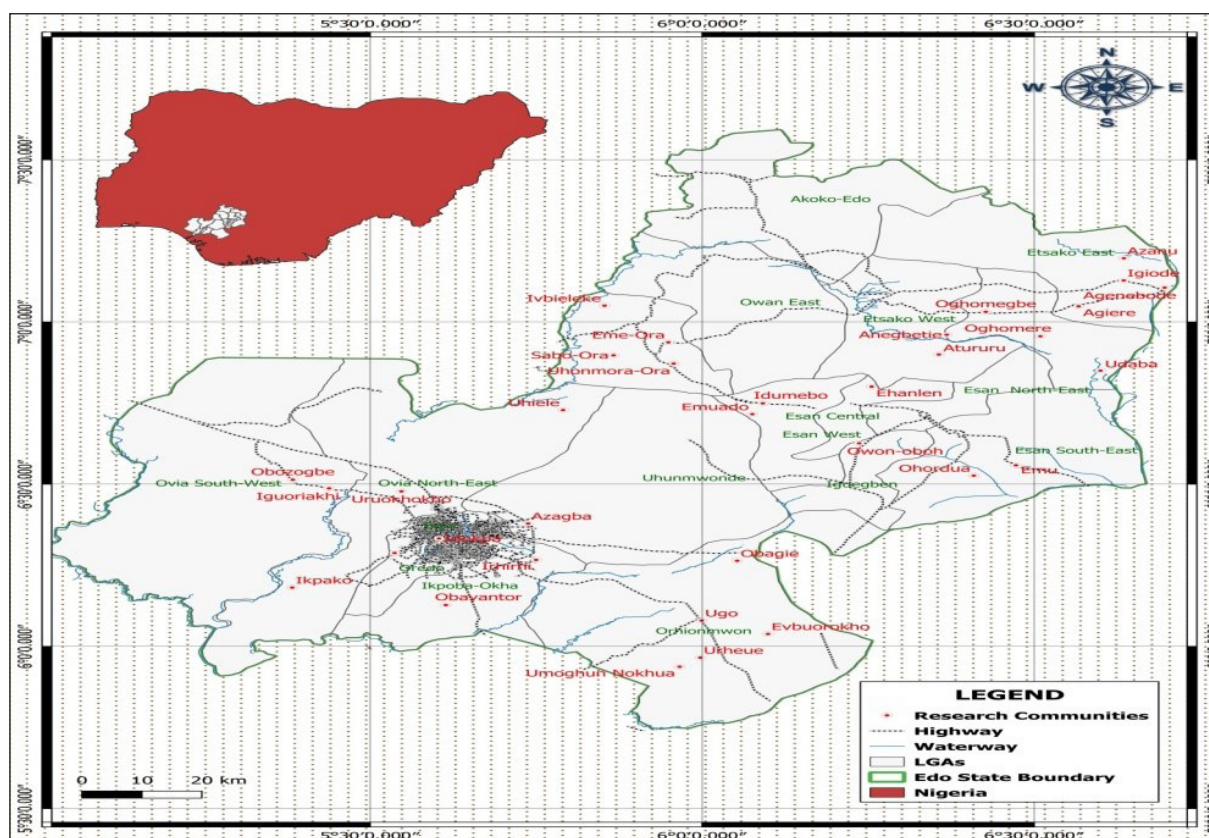 5°30'0.000"
6°0'0.000"
6°30'0.000"
N
W
E
S
7°30'0.000"
7°0'0.000"
6°30'0.000"
6°0'0.000"
5°30'0.000"
Akoko-Edo
Etsako East
Azanu
Igiode
Ivbieleke
Owan East
Oghomegbe
Agenebode
Etsako West
Agiere
Eme-Ora
Anegbetie
Oghomere
Sabo-Ora
Atururu
Uhonmora-Ora
Udaba
Ehanlen
Esan North-East
Uhiele
Idumebo
Emuado
Esan Central
Esan West
Owon-oboh
Esan South-East
Obozogbe
Ohordua
Emu
Ovia South-West
Ovia North-East
Uhunmwonde
Igueben
Iguoriakhi
Uruokhokho
Azagba
Oredo
Irhirhi
Obagie
Ikpako
Ikpoba-Okha
Obayantor
Ugo
Orhionmwon
Evbuorokho
Urheue
Umoghun Nokhua
LEGEND
Research Communities
Highway
Waterway
LGAs
Edo State Boundary
Nigeria
0 10 20 km
5°30'0.000"
6°0'0.000"
6°30'0.000"